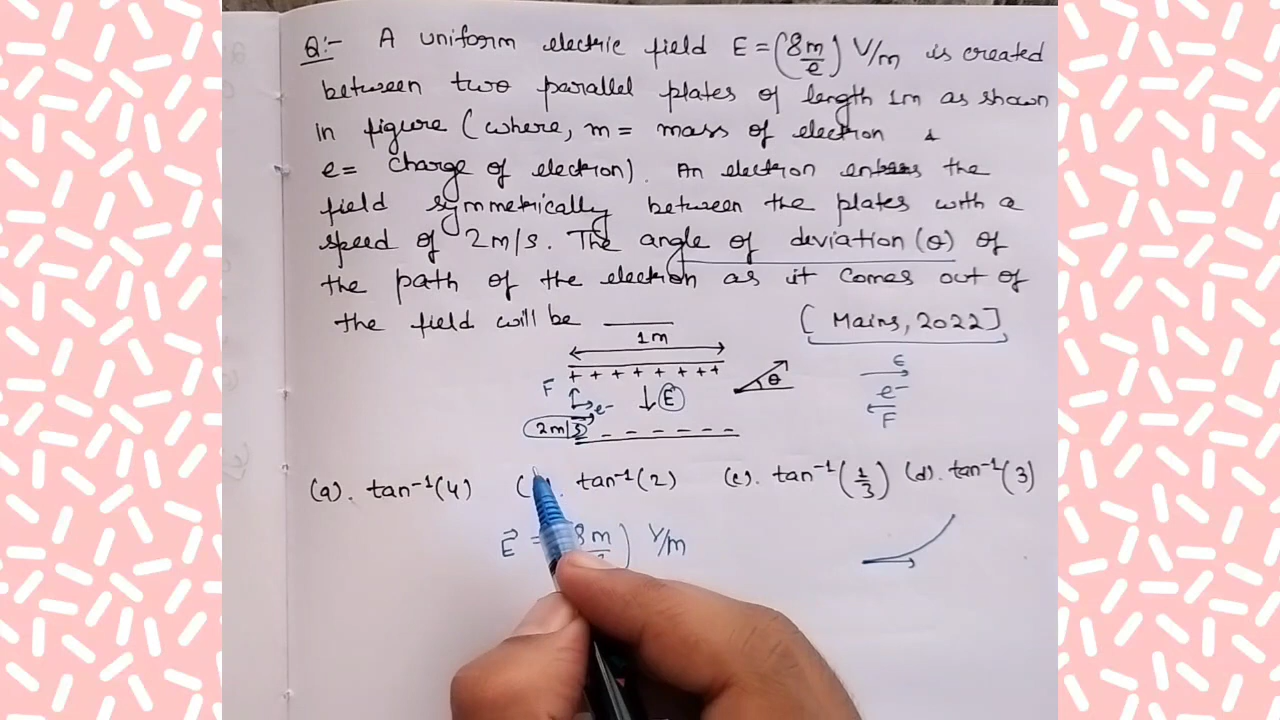 Q:- A uniform electric field E = (8m/e) V/m is created
between two parallel plates of length 1m as shown
in figure (where, m = mass of electron &
e= charge of electron). An electron enters the
field symmetrically between the plates with a
speed of 2m/s. The angle of deviation (θ) of
the path of the electron as it comes out of
the field will be ______ [Mains, 2022]
1m
+ + + + + + + +
F E θ
e-
2m/s
- - - - - -
E
e-
F
(a). tan⁻¹(4) ( ). tan⁻¹(2) (c). tan⁻¹(1/3) (d). tan⁻¹(3)
E⃗ = 8m ) V/m